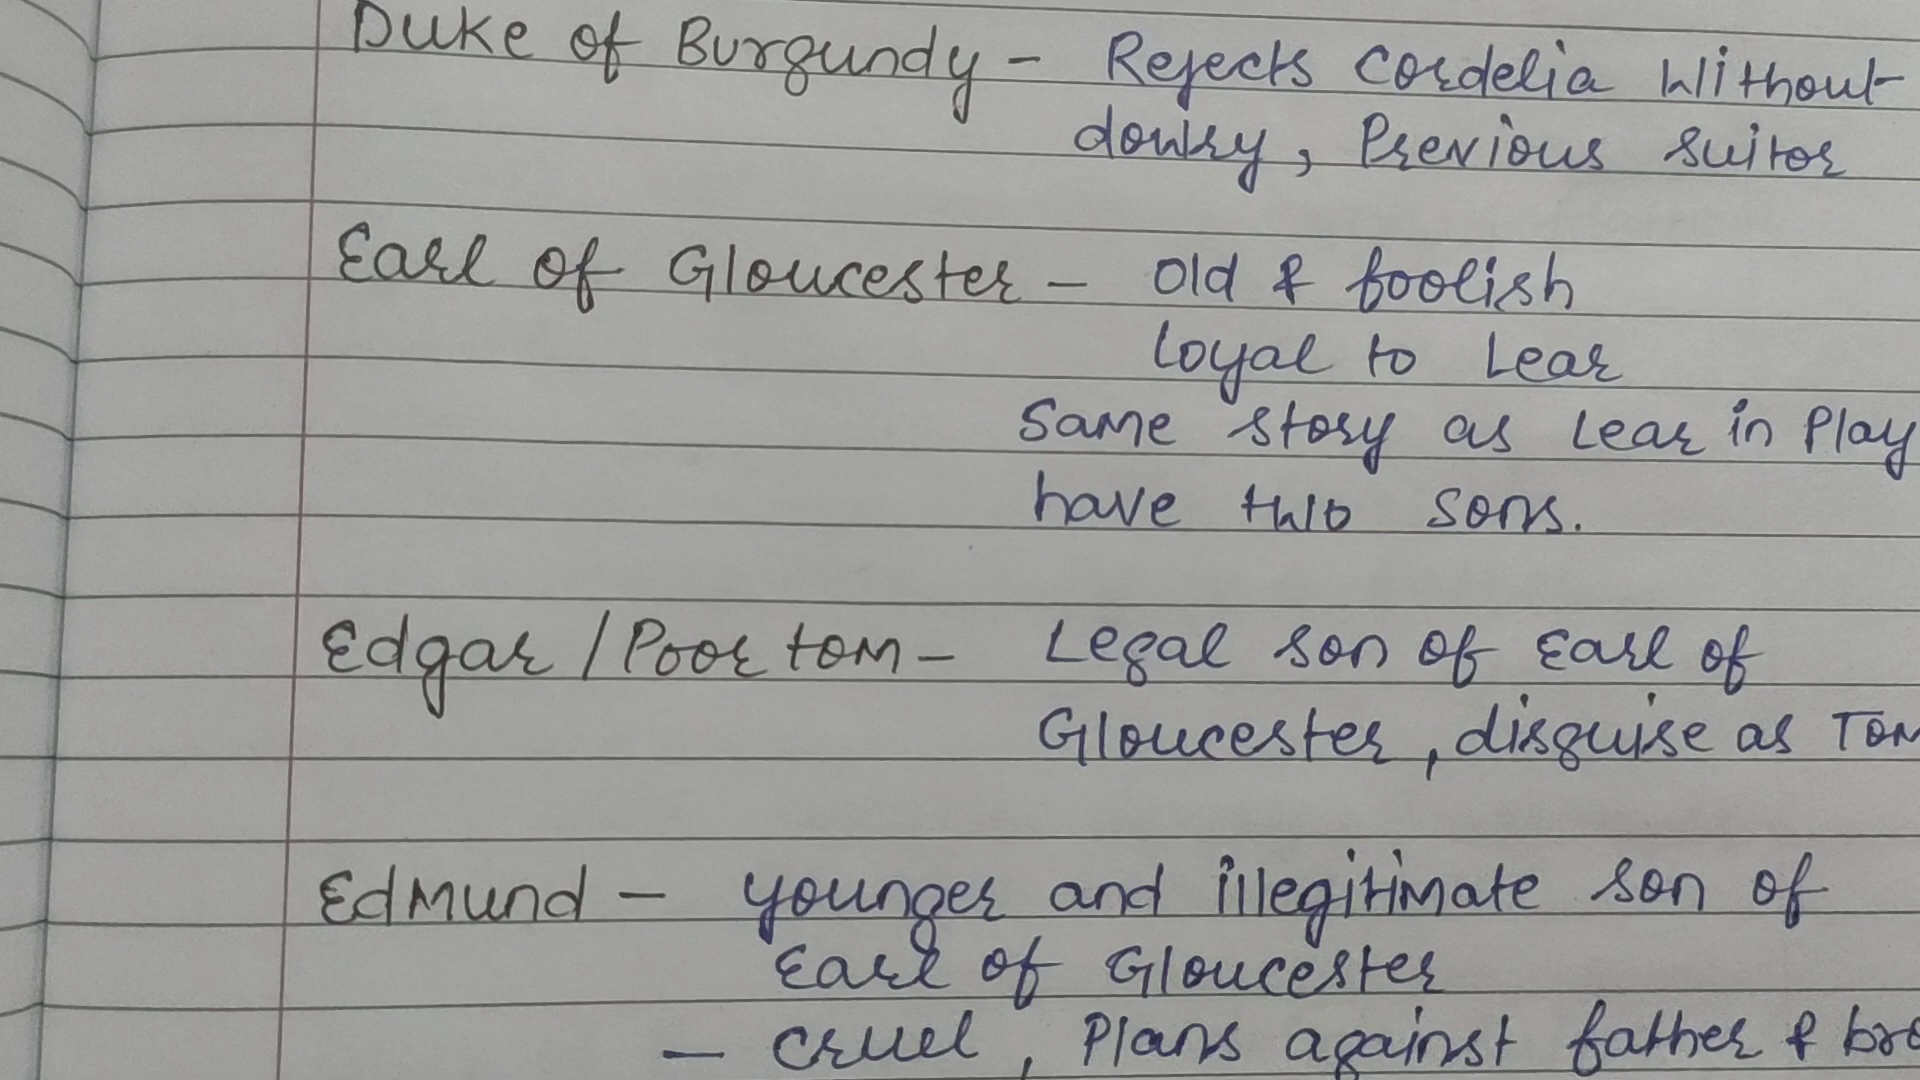 Duke of Burgundy - Rejects Cordelia Without
dowry, Previous suitor
Earl of Gloucester - Old & foolish
loyal to Lear
Same story as Lear in Play
have two sons.
Edgar / Poor tom - Legal son of Earl of
Gloucester, disguise as Tom
Edmund - younger and illegitimate son of
Earl of Gloucester
- cruel, Plans against father & bro